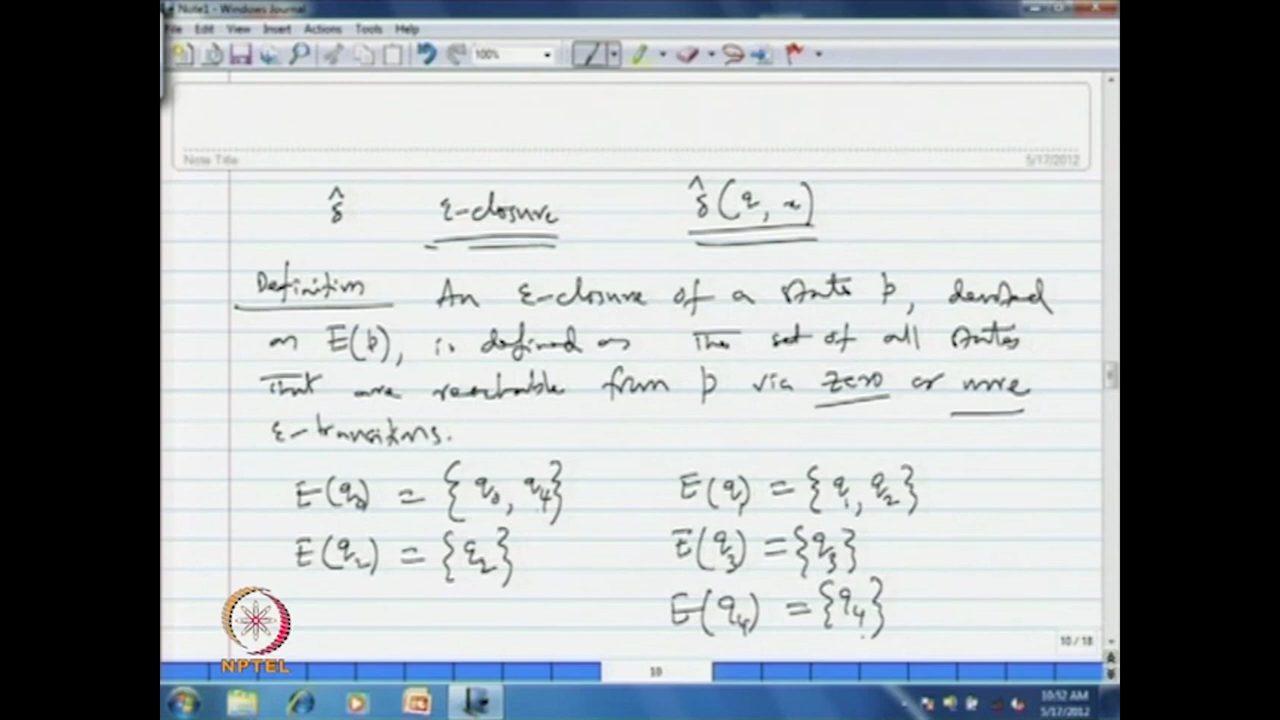 Note1 - Windows Journal
File Edit View Insert Actions Tools Help
100%
Note Title 5/17/2012
δ̂ ε-closure δ̂(q, x)
Definition An ε-closure of a state p, denoted
as E(p), is defined as the set of all states
that are reachable from p via zero or more
ε-transitions.
E(q₀) = {q₀, q₄} E(q₁) = {q₁, q₂}
E(q₂) = {q₂} E(q₃) = {q₃}
E(q₄) = {q₄}
NPTEL
10 / 18
10
10:52 AM
5/17/2012